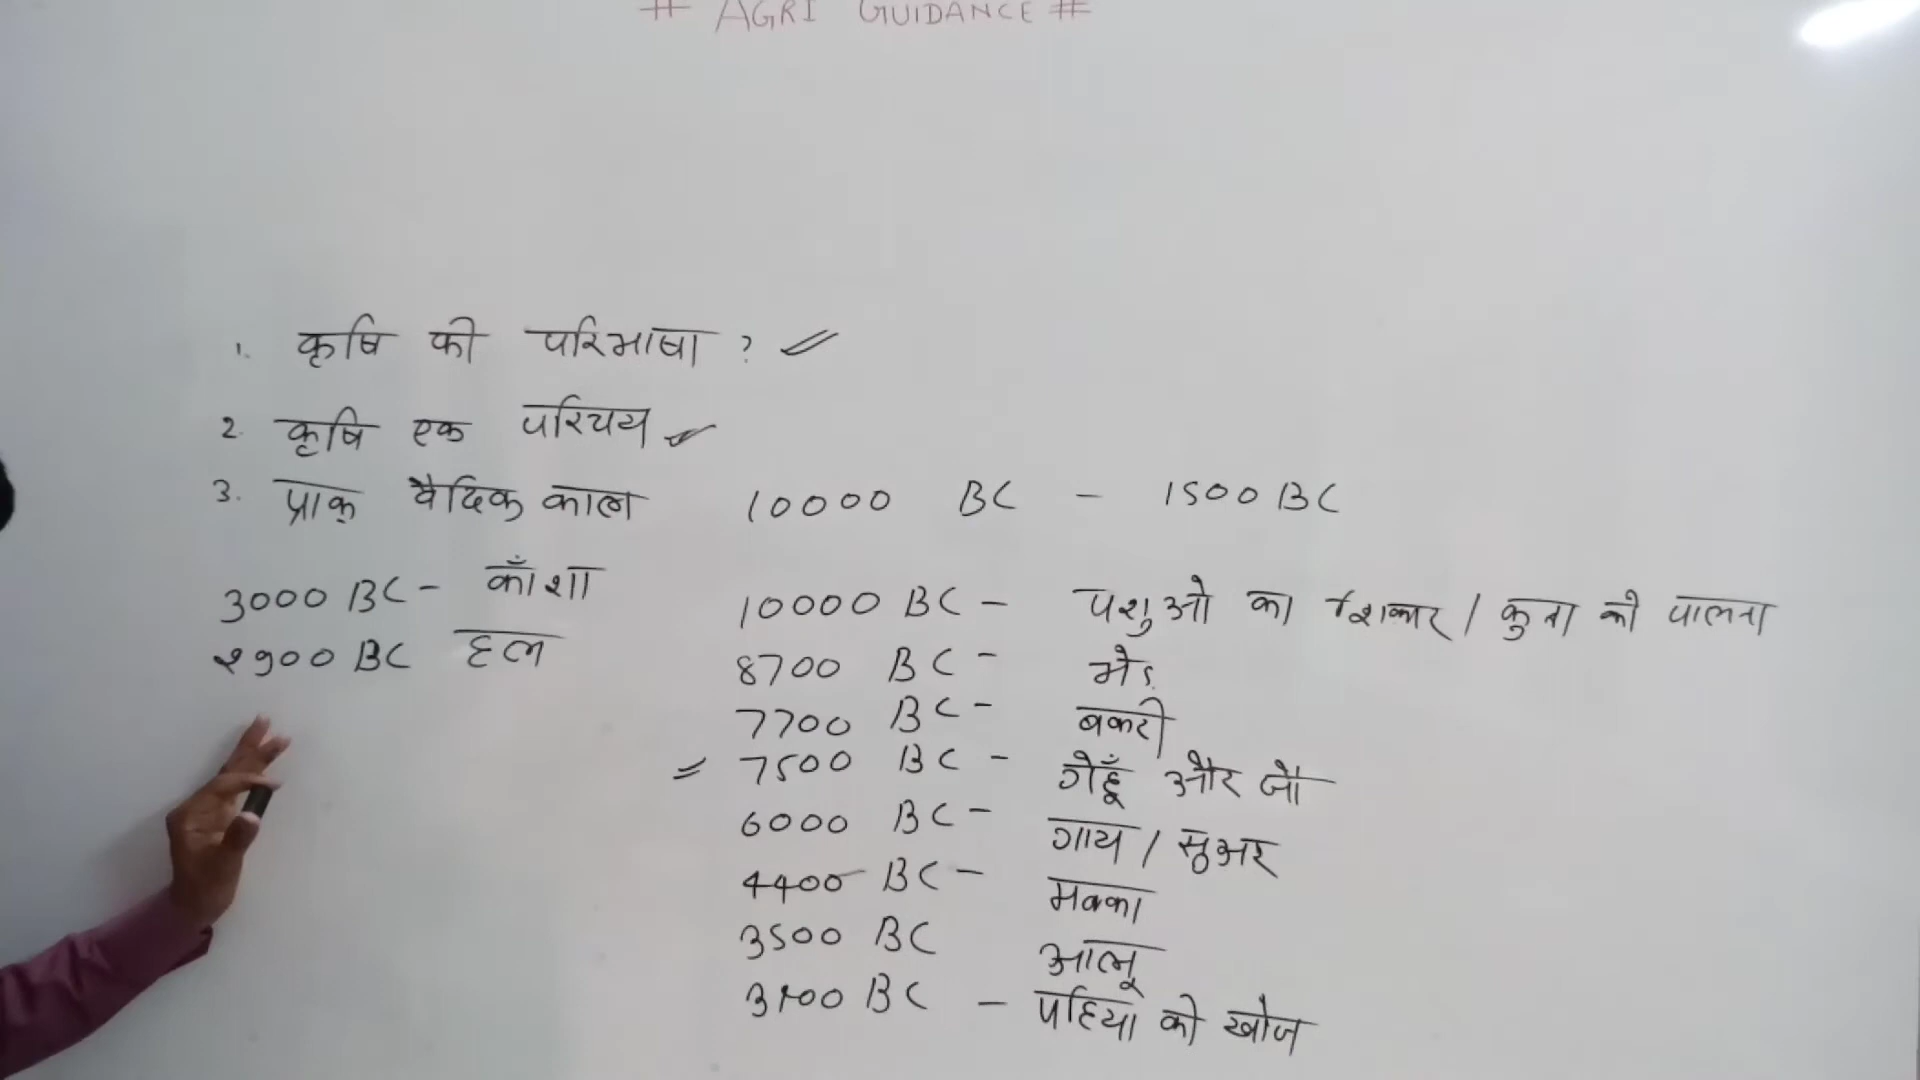 # AGRI GUIDANCE #
1. कृषि की परिभाषा ?
2. कृषि एक परिचय
3. प्राक् वैदिक काल 10000 BC - 1500 BC
3000 BC - काँशा
2900 BC हल
10000 BC - पशुओ का शिकार / कुता को पालना
8700 BC - भेड़
7700 BC - बकरी
= 7500 BC - गेहूँ और जौ
6000 BC - गाय / सुअर
4400 BC - मक्का
3500 BC आलू
3400 BC - पहिया की खोज